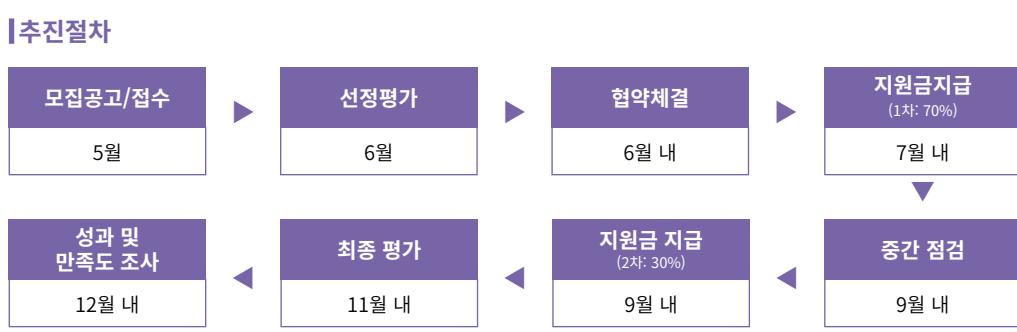 추진절차
모집공고/접수
5월
선정평가
6월
협약체결
6월 내
지원금지급
(1차: 70%)
7월 내
중간 점검
9월 내
지원금 지급
(2차: 30%)
9월 내
최종 평가
11월 내
성과 및
만족도 조사
12월 내